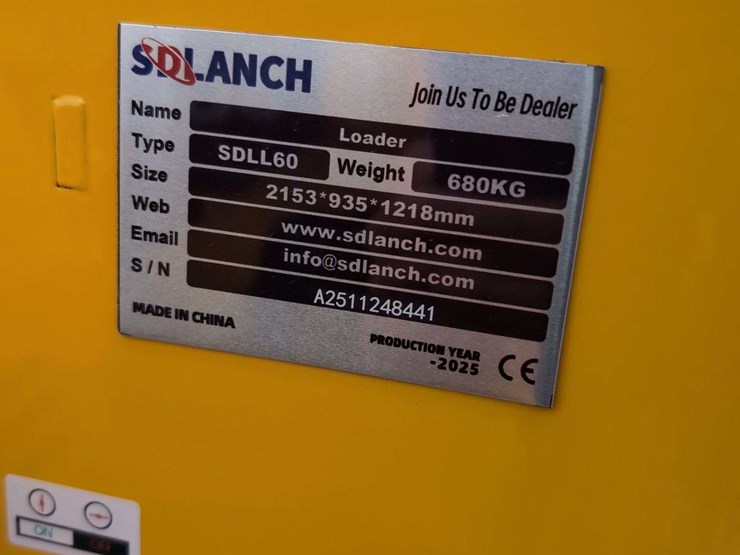 SDLANCH
Join Us To Be Dealer
Name Loader
Type SDLL60 Weight 680KG
Size 2153*935*1218mm
Web www.sdlanch.com
Email info@sdlanch.com
S/N A2511248441
MADE IN CHINA
PRODUCTION YEAR
-2025
CE
ON OFF